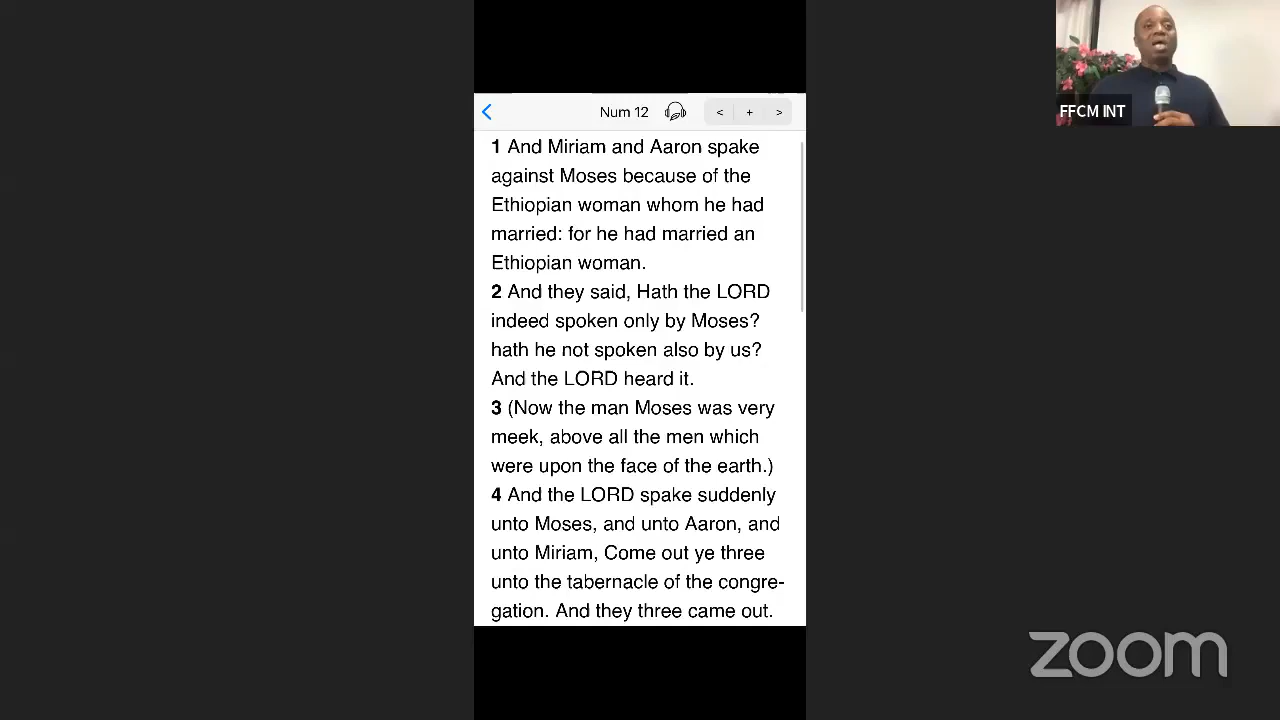 Num 12
< + >
FFCM INT
1 And Miriam and Aaron spake
against Moses because of the
Ethiopian woman whom he had
married: for he had married an
Ethiopian woman.
2 And they said, Hath the LORD
indeed spoken only by Moses?
hath he not spoken also by us?
And the LORD heard it.
3 (Now the man Moses was very
meek, above all the men which
were upon the face of the earth.)
4 And the LORD spake suddenly
unto Moses, and unto Aaron, and
unto Miriam, Come out ye three
unto the tabernacle of the congre-
gation. And they three came out.
zoom